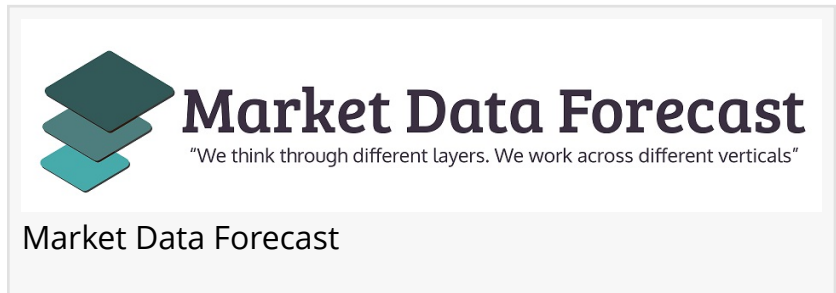 Market Data Forecast
“We think through different layers. We work across different verticals”
Market Data Forecast